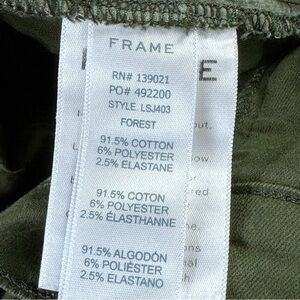 FRAME
RN# 139021
PO# 492200
STYLE. LSJ403
FOREST
91.5% COTTON
6% POLYESTER
2.5% ELASTANE
91.5% COTON
6% POLYESTER
2.5% ÉLASTHANNE
91.5% ALGODÓN
6% POLIÉSTER
2.5% ELASTANO
E